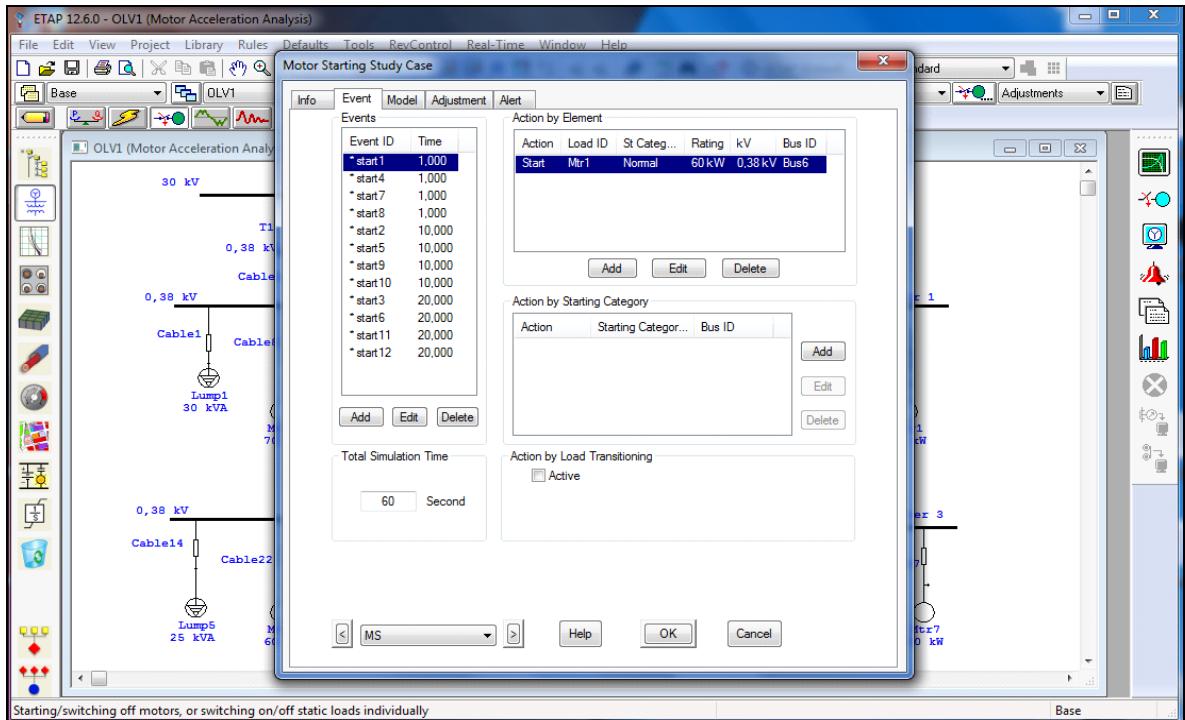 ETAP 12.6.0 - OLV1 (Motor Acceleration Analysis)
File Edit View Project Library Rules Defaults Tools RevControl Real-Time Window Help
Base
OLV1
Adjustments
Motor Starting Study Case
Info Event Model Adjustment Alert
Events
Event ID Time
* start1 1,000
* start4 1,000
* start7 1,000
* start8 1,000
* start2 10,000
* start5 10,000
* start9 10,000
* start10 10,000
* start3 20,000
* start6 20,000
* start11 20,000
* start12 20,000
Add Edit Delete
Action by Element
Action Load ID St Categ... Rating kV Bus ID
Start Mtr1 Normal 60 kW 0,38 kV Bus6
Add Edit Delete
Action by Starting Category
Action Starting Categor... Bus ID
Add
Edit
Delete
Total Simulation Time
60 Second
Action by Load Transitioning
Active
< MS > Help OK Cancel
OLV1 (Motor Acceleration Analy
30 kV
T1
0,38 kV
Cable
0,38 kV
Cable1
Cable
Lump1
30 kVA
0,38 kV
Cable14
Cable22
Lump5
25 kVA
Starting/switching off motors, or switching on/off static loads individually
Base